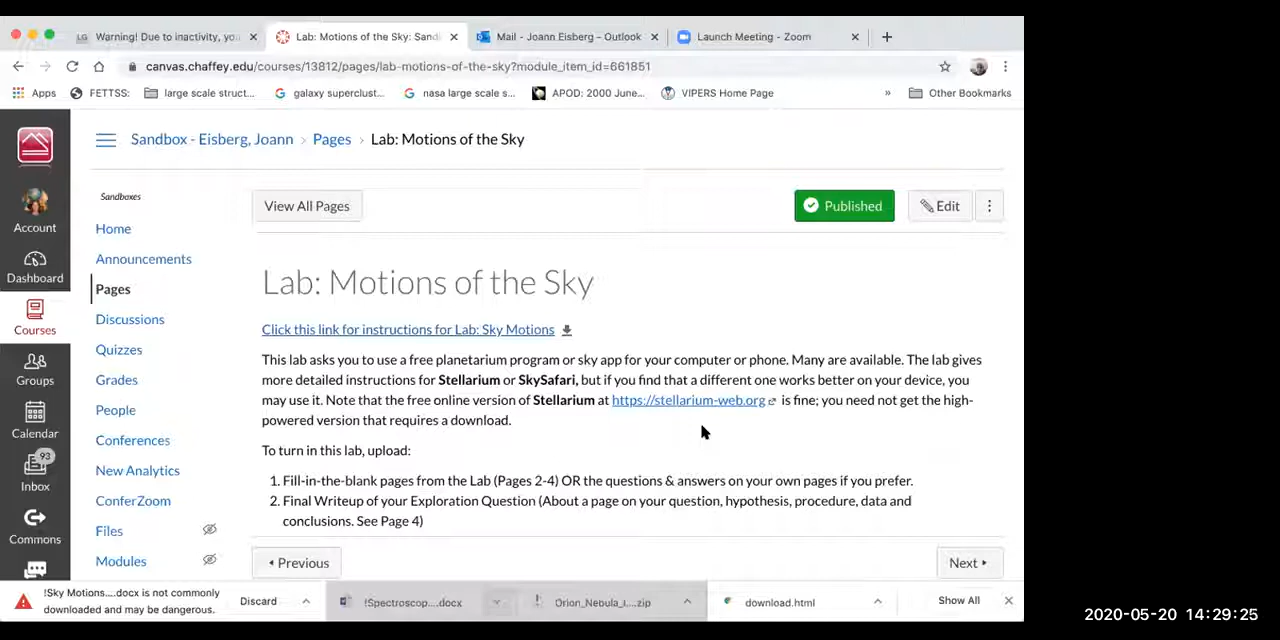 LG Warning! Due to inactivity, you
Lab: Motions of the Sky: Sand
Mail - Joann.Eisberg - Outlook
Launch Meeting - Zoom
canvas.chaffey.edu/courses/13812/pages/lab-motions-of-the-sky?module_item_id=661851
Apps
FETTSS:
large scale struct...
galaxy superclust...
nasa large scale s...
APOD: 2000 June...
VIPERS Home Page
»
Other Bookmarks
Sandbox - Eisberg, Joann › Pages › Lab: Motions of the Sky
Sandboxes
Account
Dashboard
Courses
Groups
Calendar
93
Inbox
Commons
Home
Announcements
Pages
Discussions
Quizzes
Grades
People
Conferences
New Analytics
ConferZoom
Files
Modules
View All Pages
Published
Edit
Lab: Motions of the Sky
Click this link for instructions for Lab: Sky Motions
This lab asks you to use a free planetarium program or sky app for your computer or phone. Many are available. The lab gives
more detailed instructions for Stellarium or SkySafari, but if you find that a different one works better on your device, you
may use it. Note that the free online version of Stellarium at https://stellarium-web.org is fine; you need not get the high-
powered version that requires a download.
To turn in this lab, upload:
1. Fill-in-the-blank pages from the Lab (Pages 2-4) OR the questions & answers on your own pages if you prefer.
2. Final Writeup of your Exploration Question (About a page on your question, hypothesis, procedure, data and
conclusions. See Page 4)
Previous
Next
!Sky Motions....docx is not commonly
downloaded and may be dangerous.
Discard
!Spectroscop....docx
Orion_Nebula_I....zip
download.html
Show All
2020-05-20 14:29:25